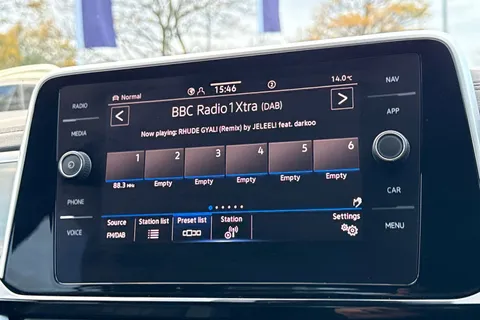 RADIO
MEDIA
PHONE
VOICE
Normal
15:46
14.0°C
BBC Radio 1Xtra (DAB)
Now playing: RHUDE GYALI (Remix) by JELEELI feat. darkoo
1 2 3 4 5 6
88.3 MHz Empty Empty Empty Empty Empty
Source Station list Preset list Station Settings
FM/DAB
NAV
APP
CAR
MENU